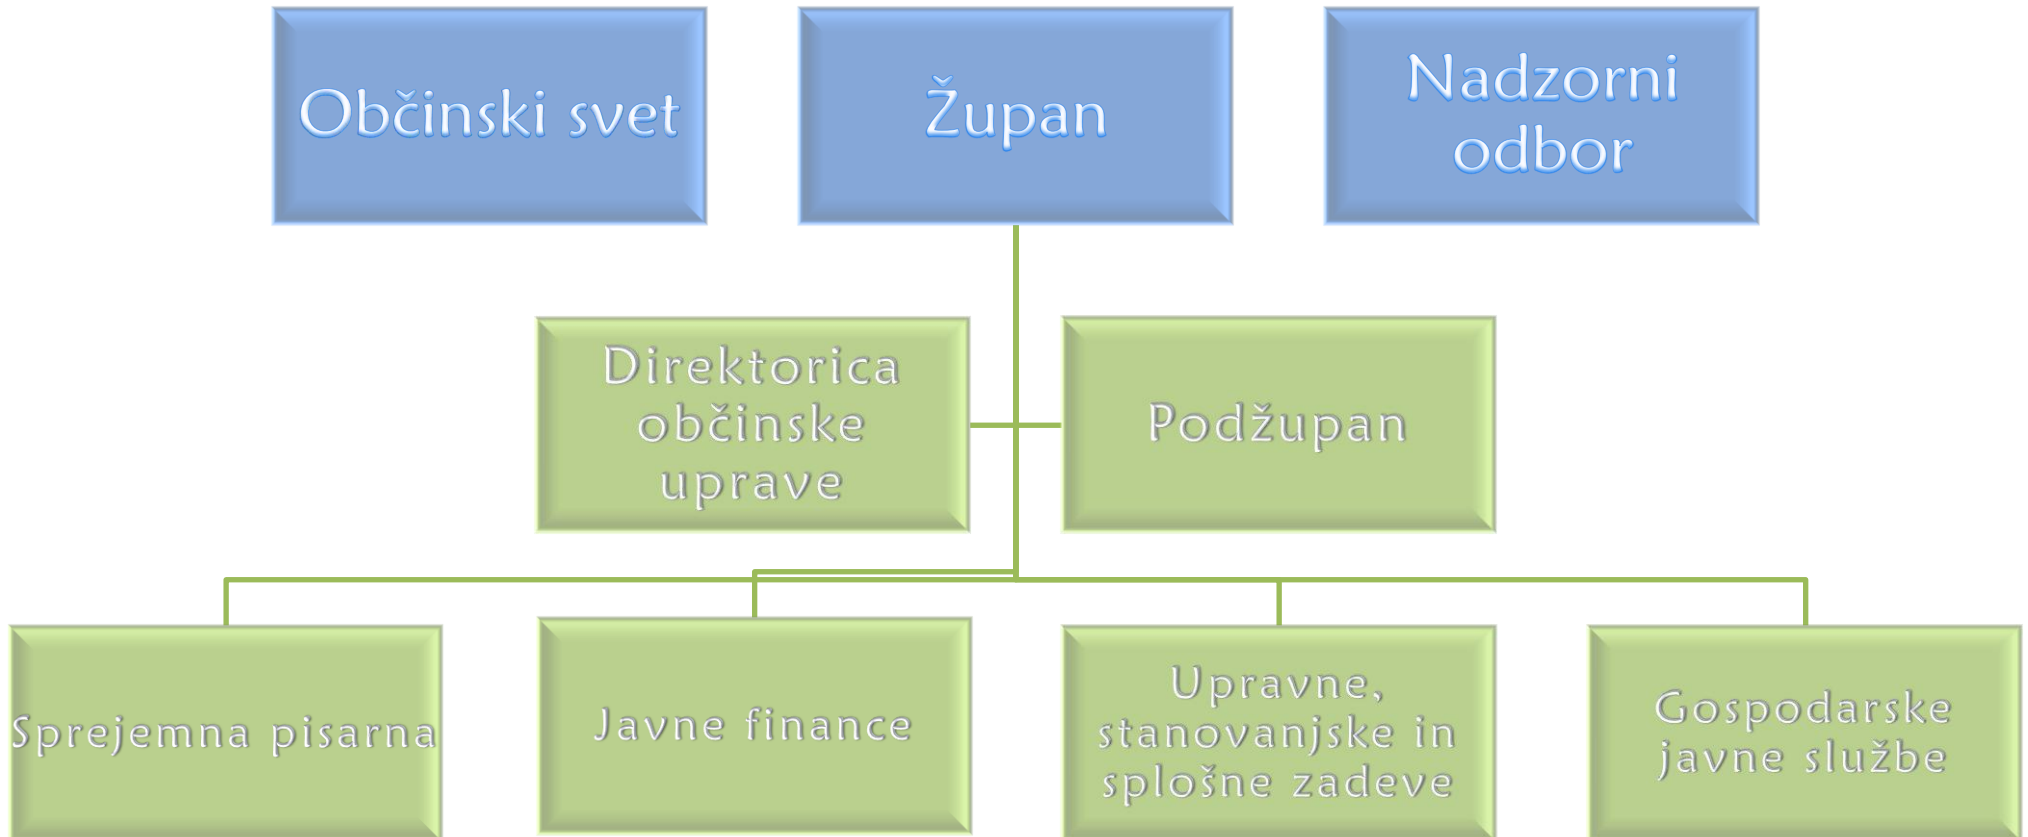 Občinski svet
Župan
Nadzorni
odbor
Direktorica
občinske
uprave
Podžupan
Sprejemna pisarna
Javne finance
Upravne,
stanovanjske in
splošne zadeve
Gospodarske
javne službe